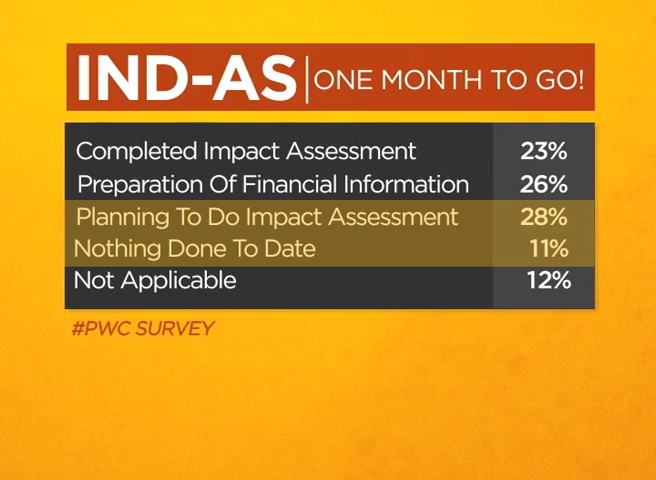 IND-AS | ONE MONTH TO GO!
Completed Impact Assessment 23%
Preparation Of Financial Information 26%
Planning To Do Impact Assessment 28%
Nothing Done To Date 11%
Not Applicable 12%
#PWC SURVEY